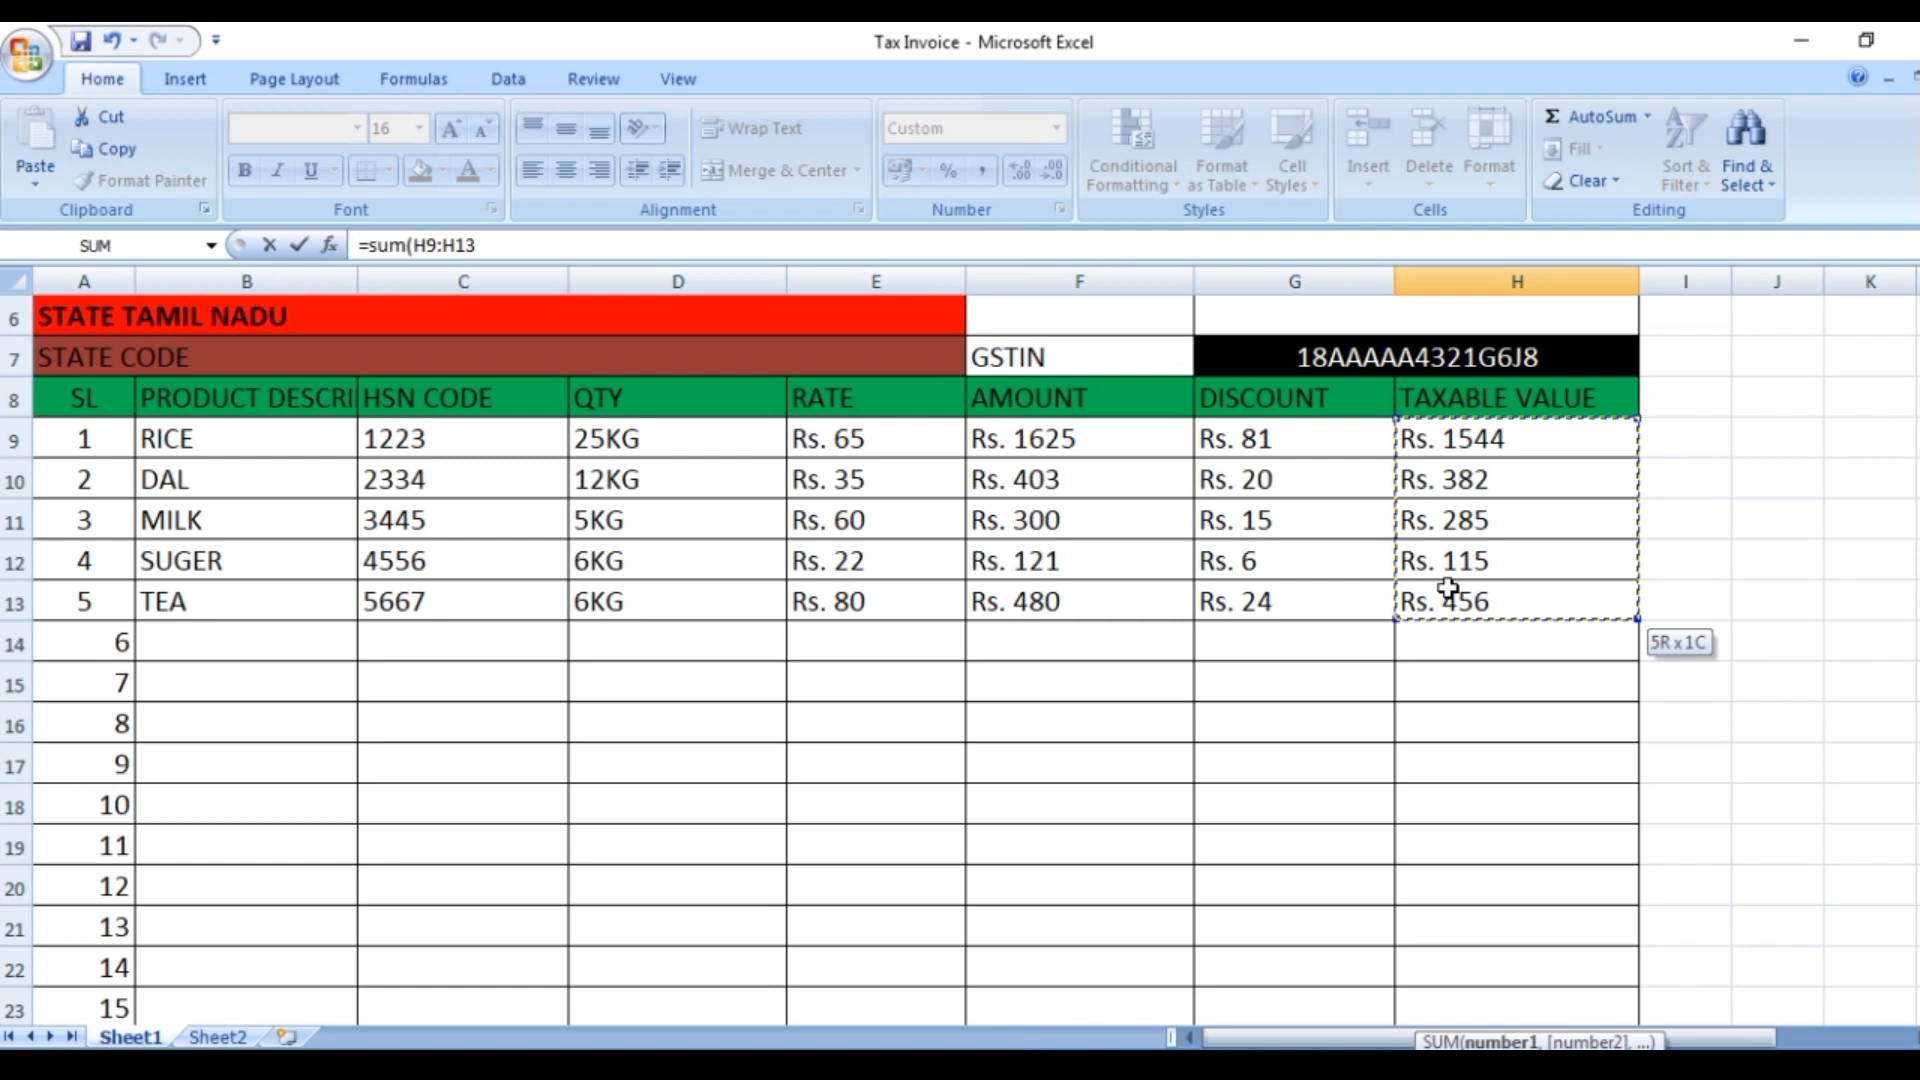 Tax Invoice - Microsoft Excel
Home Insert Page Layout Formulas Data Review View
Paste
Cut
Copy
Format Painter
Clipboard
16
B I U
Font
Wrap Text
Merge & Center
Alignment
Custom
%
Number
Conditional Formatting
Format as Table
Cell Styles
Styles
Insert
Delete
Format
Cells
Σ AutoSum
Fill
Clear
Sort & Filter
Find & Select
Editing
SUM fx =sum(H9:H13
A B C D E F G H I J K
6 STATE TAMIL NADU
7 STATE CODE GSTIN 18AAAAA4321G6J8
8 SL PRODUCT DESCRI HSN CODE QTY RATE AMOUNT DISCOUNT TAXABLE VALUE
9 1 RICE 1223 25KG Rs. 65 Rs. 1625 Rs. 81 Rs. 1544
10 2 DAL 2334 12KG Rs. 35 Rs. 403 Rs. 20 Rs. 382
11 3 MILK 3445 5KG Rs. 60 Rs. 300 Rs. 15 Rs. 285
12 4 SUGER 4556 6KG Rs. 22 Rs. 121 Rs. 6 Rs. 115
13 5 TEA 5667 6KG Rs. 80 Rs. 480 Rs. 24 Rs. 456
14 6
5R x 1C
15 7
16 8
17 9
18 10
19 11
20 12
21 13
22 14
23 15
Sheet1 Sheet2
SUM(number1, [number2], ...)